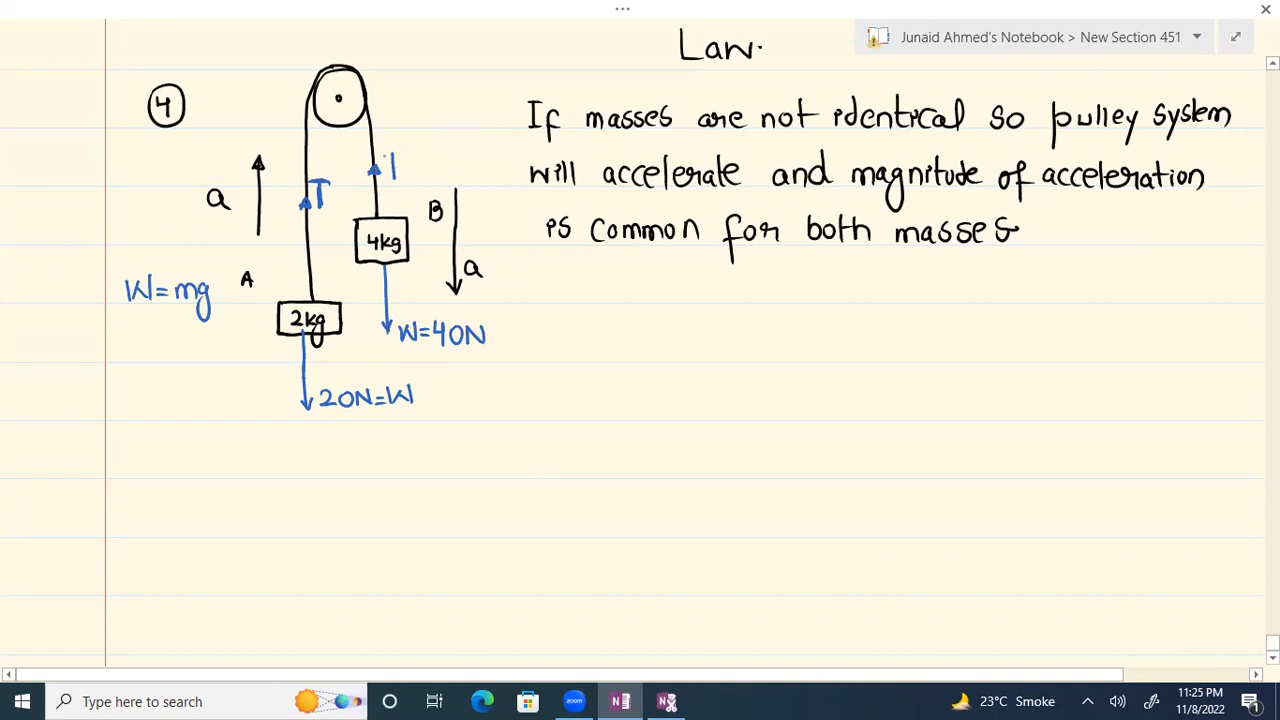 Law.
Junaid Ahmed's Notebook > New Section 451
4
If masses are not identical so pulley system
will accelerate and magnitude of acceleration
is common for both masses
a
T
B
4kg
a
A
W=mg
2kg
W=40N
20N=W
Type here to search
23°C Smoke
11:25 PM
11/8/2022
1